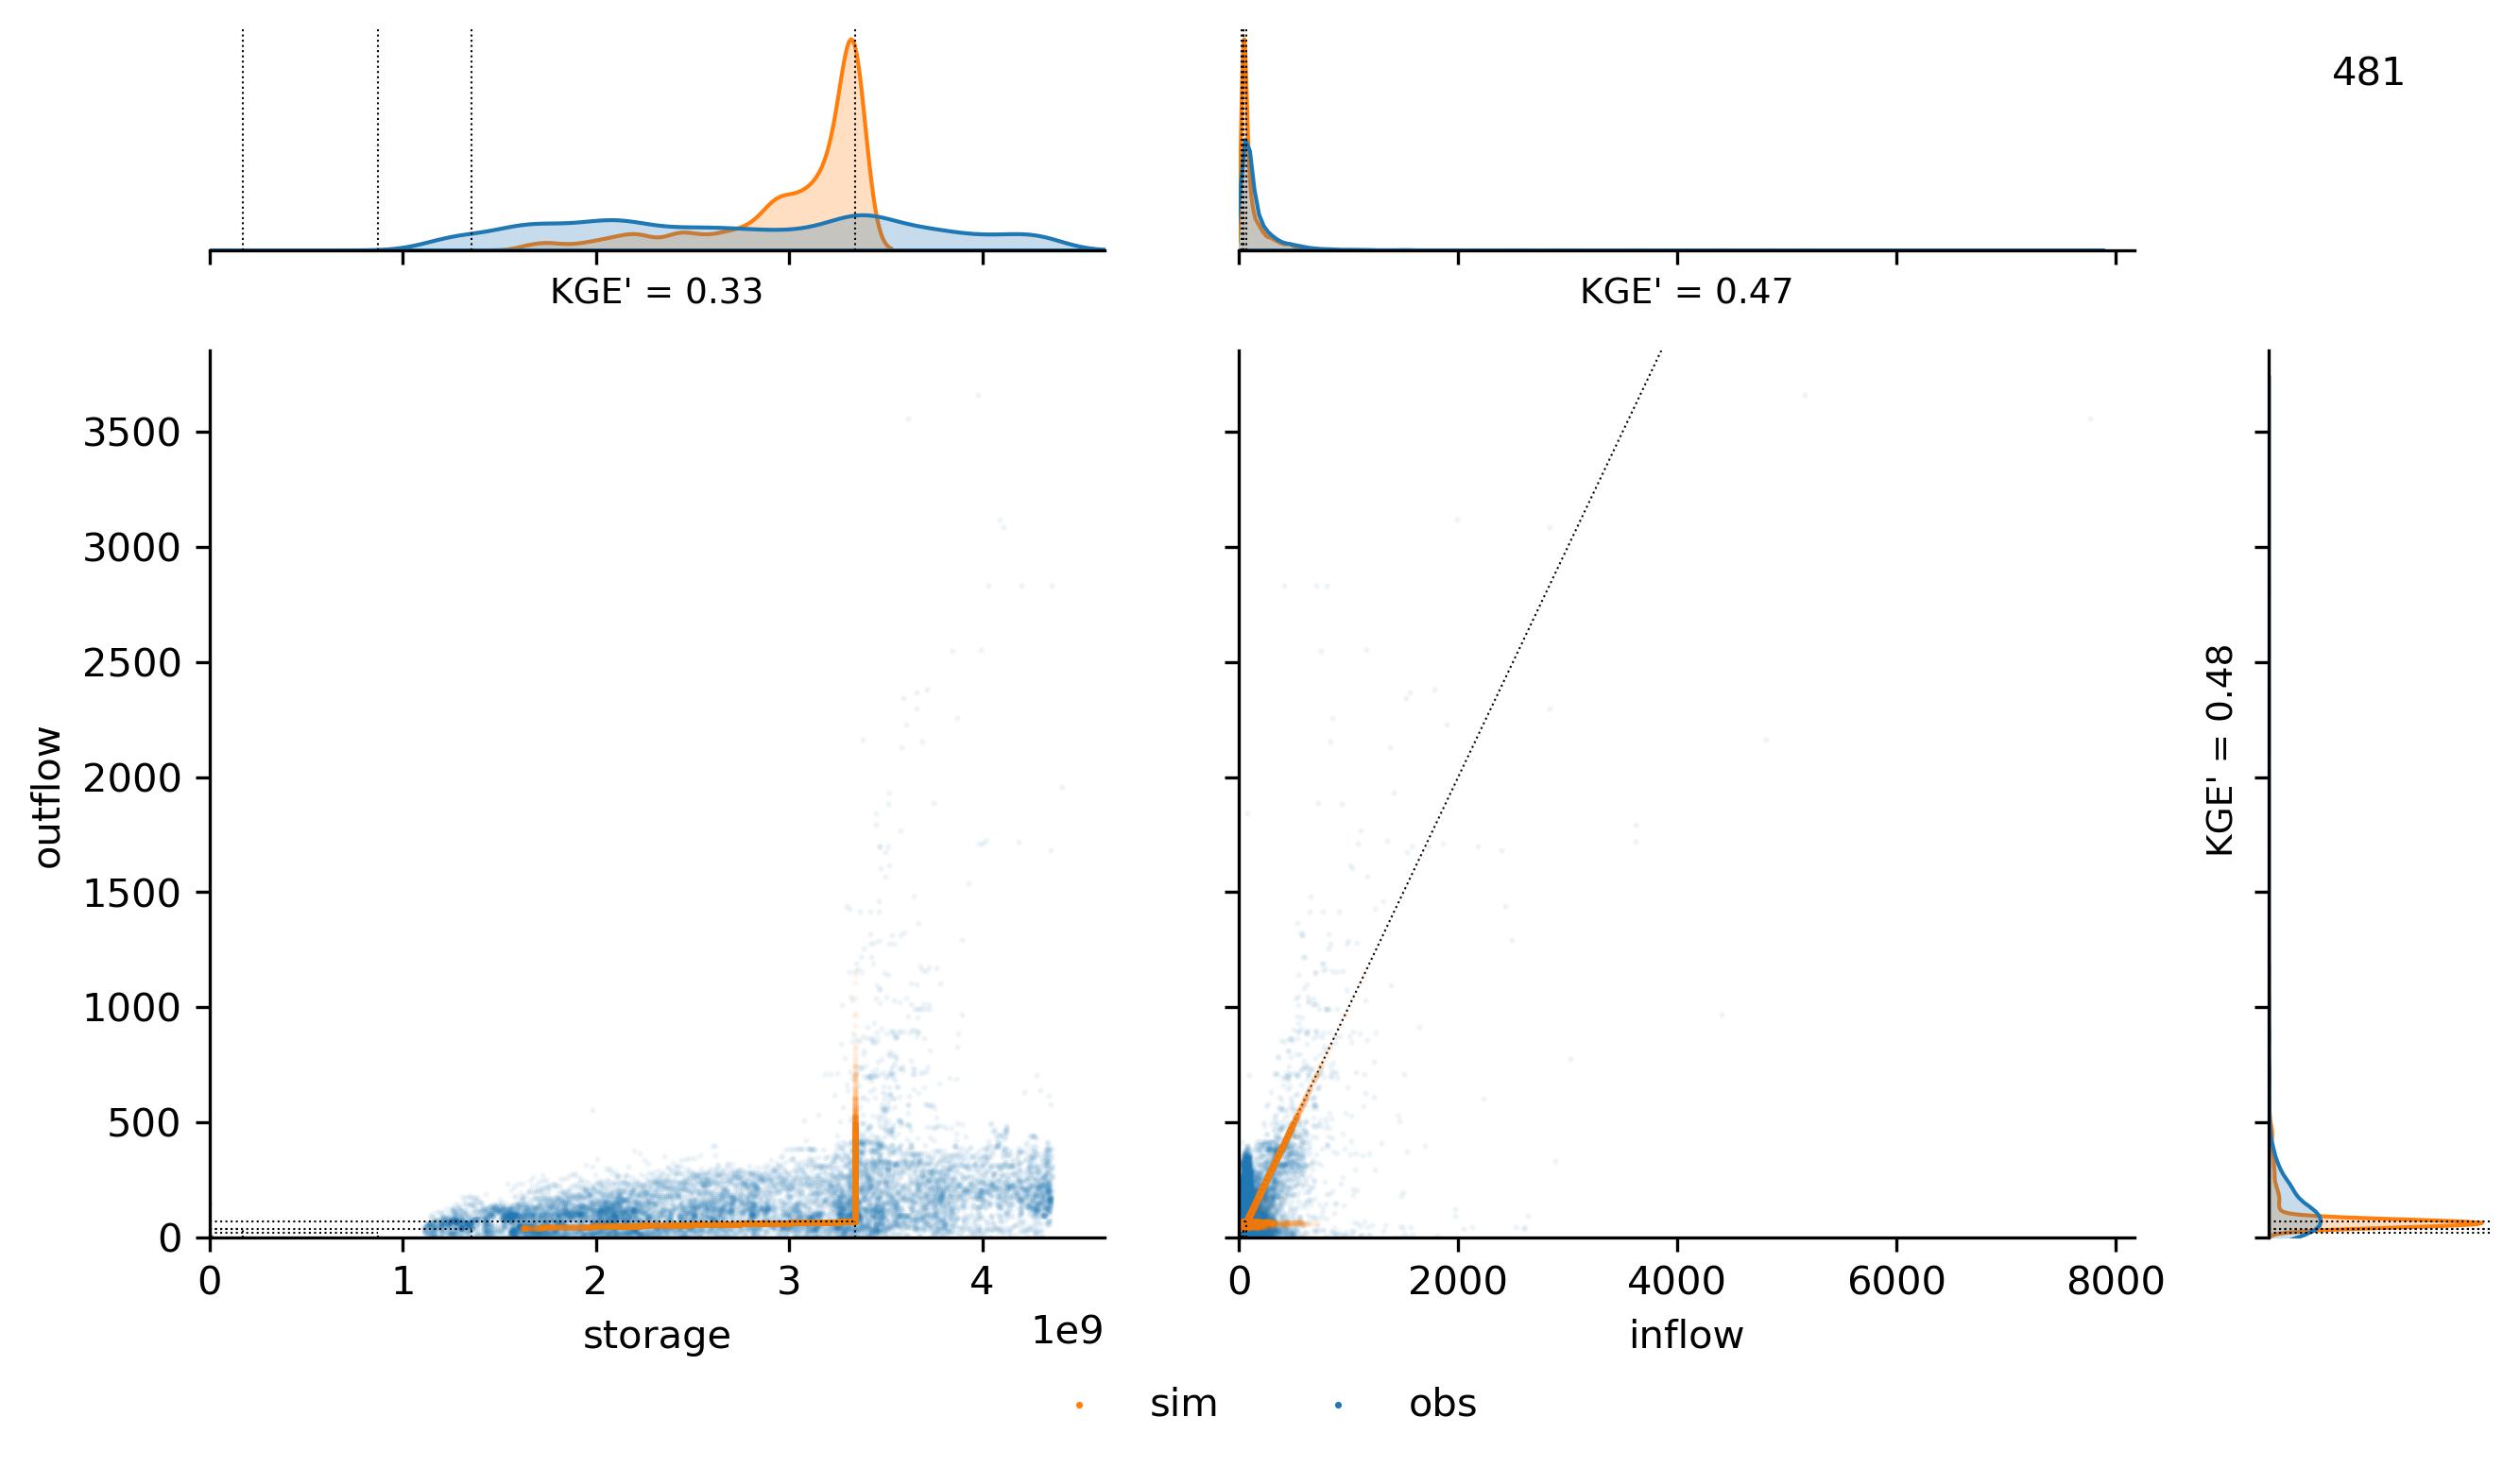 481
KGE' = 0.33
KGE' = 0.47
3500
3000
2500
2000
1500
1000
500
0
outflow
KGE' = 0.48
0 1 2 3 4
1e9
storage
0 2000 4000 6000 8000
inflow
sim obs